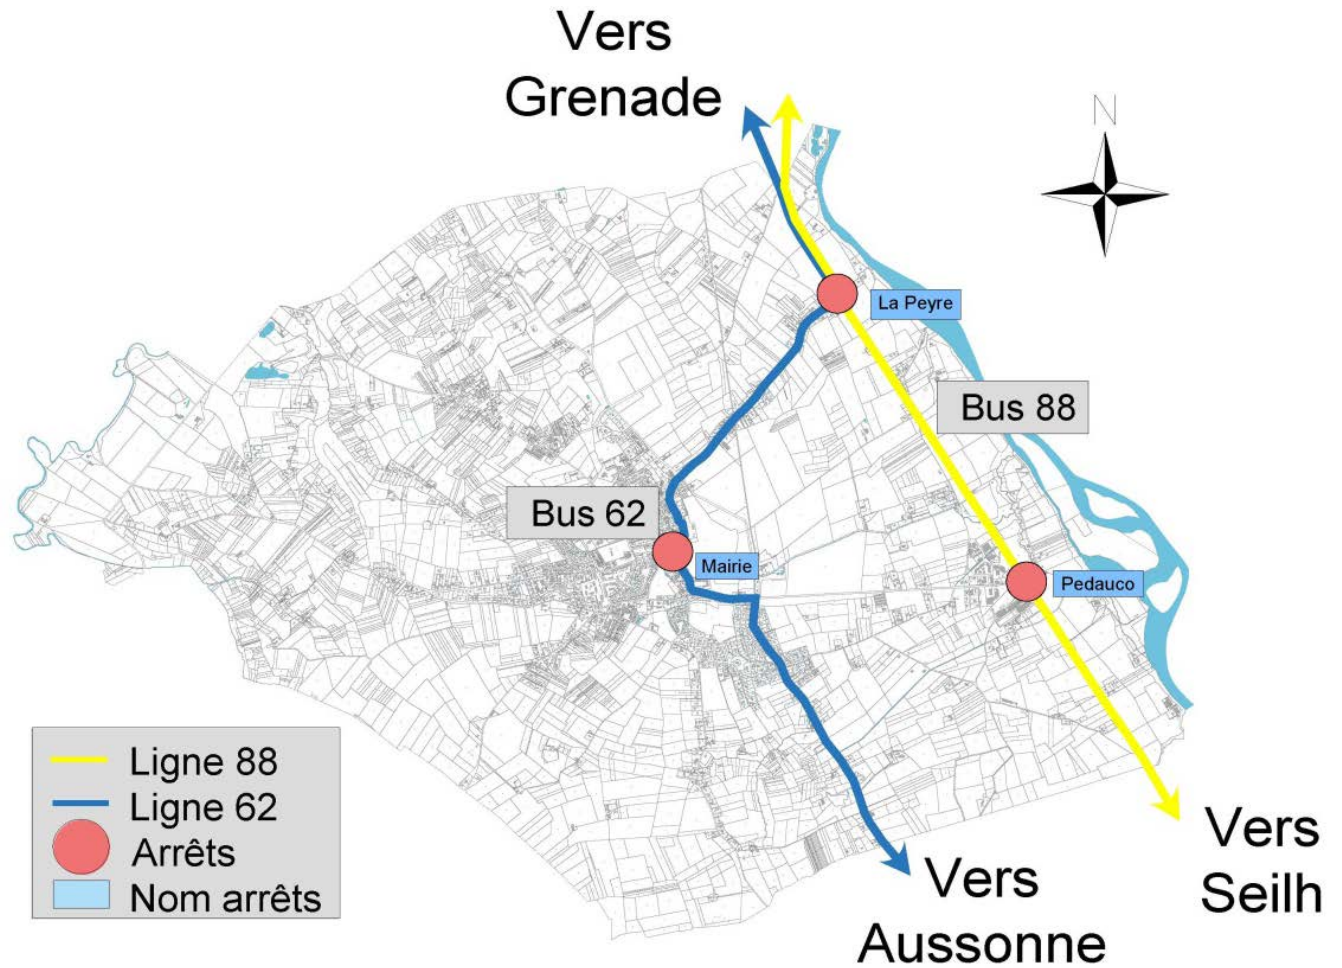 Vers
Grenade
N
La Peyre
Bus 88
Bus 62
Mairie
Pedauco
Ligne 88
Ligne 62
Arrêts
Nom arrêts
Vers
Seilh
Vers
Aussonne